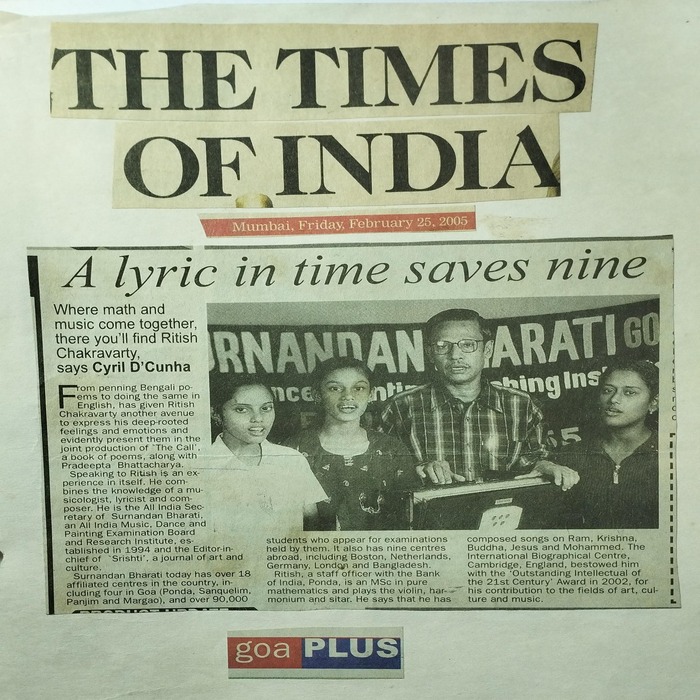 THE TIMES
OF INDIA
Mumbai, Friday, February 25, 2005
A lyric in time saves nine
Where math and
music come together,
there you'll find Ritish
Chakravarty,
says Cyril D'Cunha
From penning Bengali po-
ems to doing the same in
English, has given Ritish
Chakravarty another avenue
to express his deep-rooted
feelings and emotions and
evidently present them in the
joint production of 'The Call',
a book of poems, along with
Pradeepta Bhattacharya.
Speaking to Ritish is an ex-
perience in itself. He com-
bines the knowledge of a mu-
sicologist, lyricist and com-
poser. He is the All India Sec-
retary of Surnandan Bharati,
an All India Music, Dance and
Painting Examination Board
and Research Institute, es-
tablished in 1994 and the Editor-in-
chief of 'Srishti', a journal of art and
culture.
Surnandan Bharati today has over 18
affiliated centres in the country, in-
cluding four in Goa (Ponda, Sanquelim,
Panjim and Margao), and over 90,000
URNANDAN ARATI GO
students who appear for examinations
held by them. It also has nine centres
abroad, including Boston, Netherlands,
Germany, London and Bangladesh.
Ritish, a staff officer with the Bank
of India, Ponda, is an MSc in pure
mathematics and plays the violin, har-
monium and sitar. He says that he has
composed songs on Ram, Krishna,
Buddha, Jesus and Mohammed. The
International Biographical Centre,
Cambridge, England, bestowed him
with the 'Outstanding Intellectual of
the 21st Century' Award in 2002, for
his contribution to the fields of art, cul-
ture and music.
goa PLUS